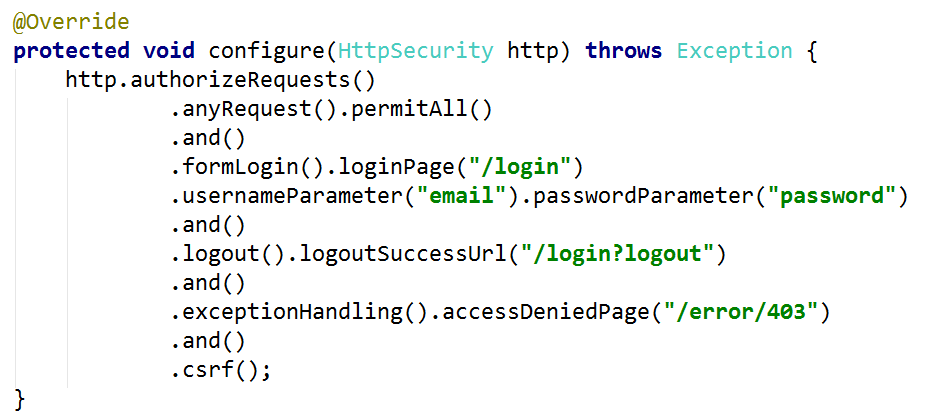 @Override
protected void configure(HttpSecurity http) throws Exception {
    http.authorizeRequests()
            .anyRequest().permitAll()
            .and()
            .formLogin().loginPage("/login")
            .usernameParameter("email").passwordParameter("password")
            .and()
            .logout().logoutSuccessUrl("/login?logout")
            .and()
            .exceptionHandling().accessDeniedPage("/error/403")
            .and()
            .csrf();
}